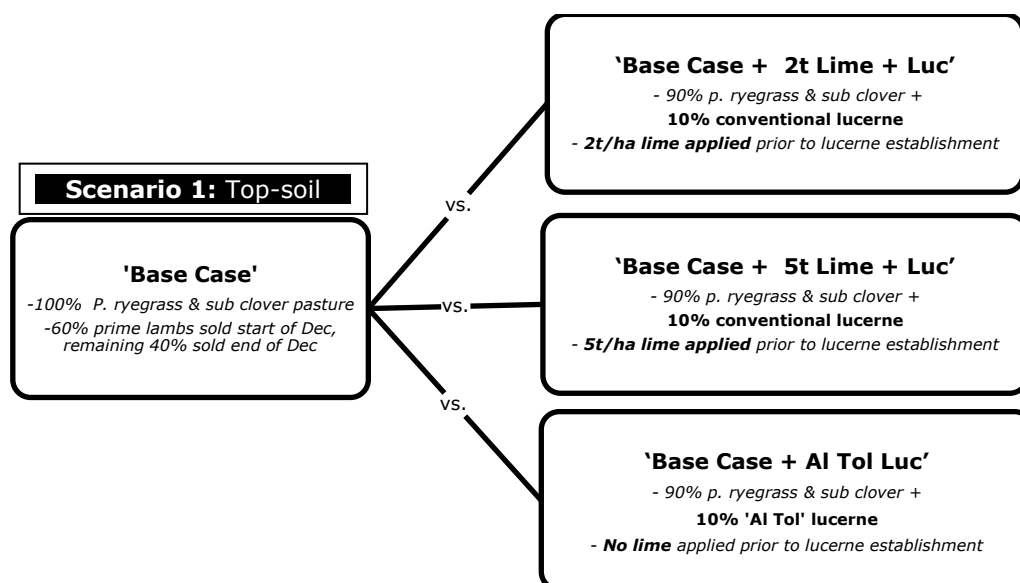 Scenario 1: Top-soil
'Base Case'
-100% P. ryegrass & sub clover pasture
-60% prime lambs sold start of Dec,
remaining 40% sold end of Dec
vs.
vs.
vs.
‘Base Case + 2t Lime + Luc’
- 90% p. ryegrass & sub clover +
10% conventional lucerne
- 2t/ha lime applied prior to lucerne establishment
‘Base Case + 5t Lime + Luc’
- 90% p. ryegrass & sub clover +
10% conventional lucerne
- 5t/ha lime applied prior to lucerne establishment
‘Base Case + Al Tol Luc’
- 90% p. ryegrass & sub clover +
10% 'Al Tol' lucerne
- No lime applied prior to lucerne establishment